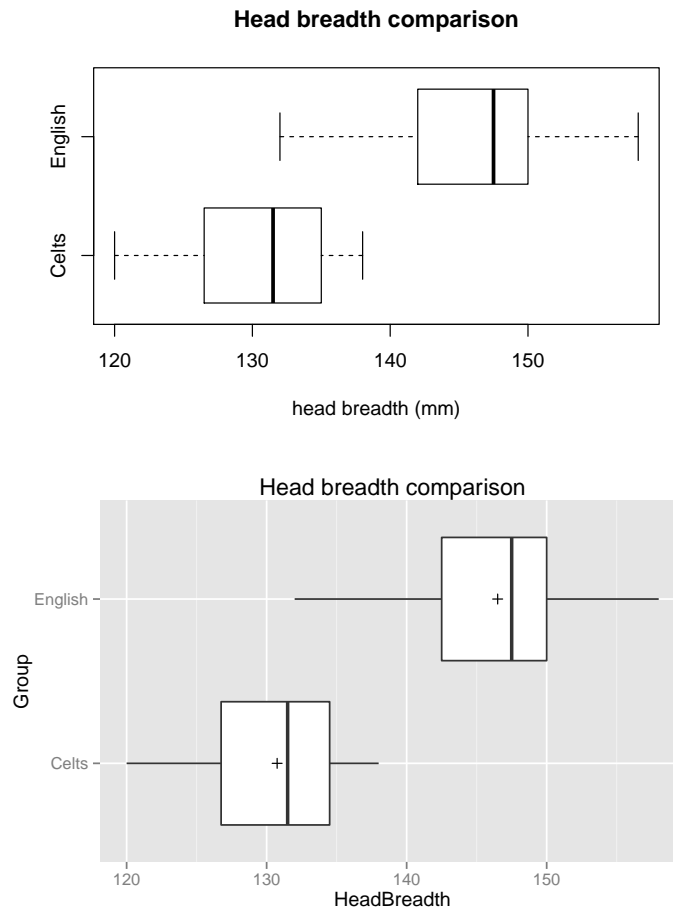 Head breadth comparison
English
Celts
120 130 140 150
head breadth (mm)
Head breadth comparison
English
Group
Celts
120 130 140 150
HeadBreadth